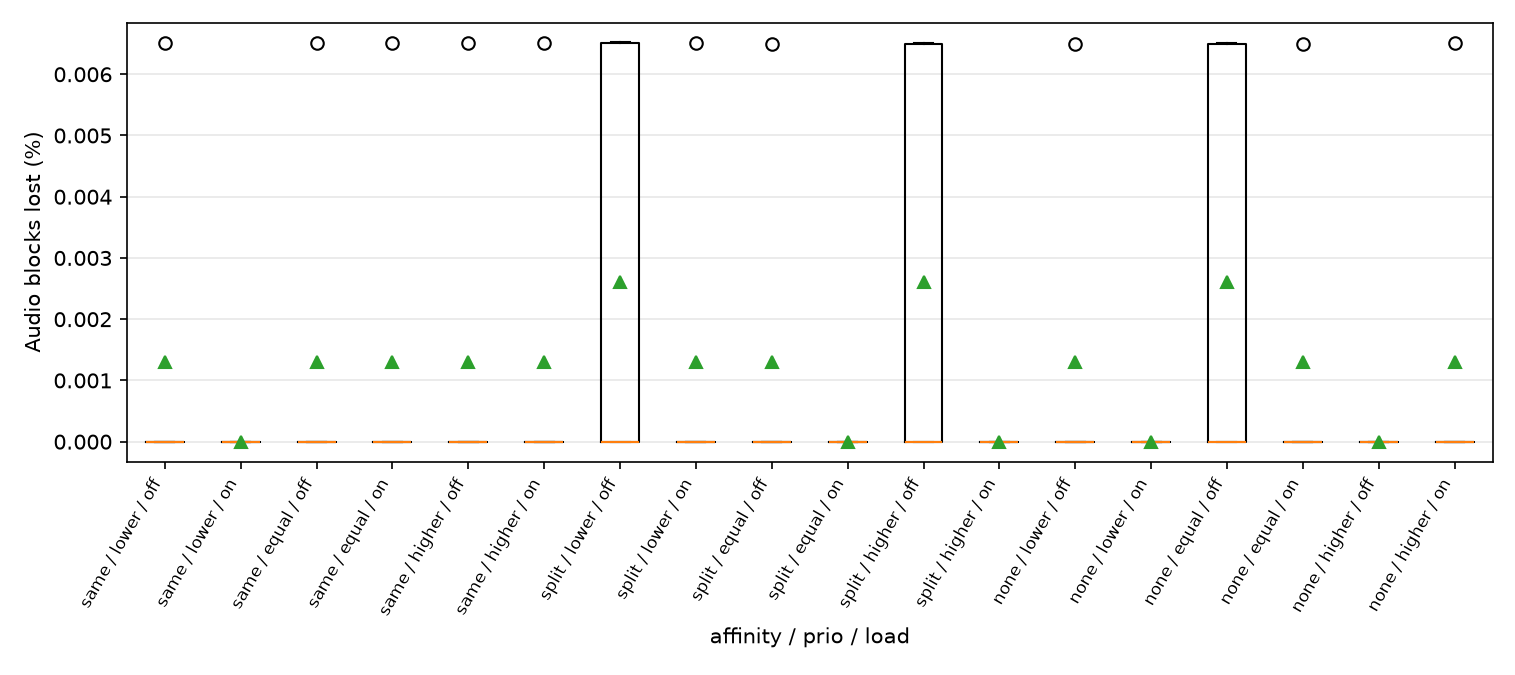 Audio blocks lost (%)
0.006
0.005
0.004
0.003
0.002
0.001
0.000
same / lower / off
same / lower / on
same / equal / off
same / equal / on
same / higher / off
same / higher / on
split / lower / off
split / lower / on
split / equal / off
split / equal / on
split / higher / off
split / higher / on
none / lower / off
none / lower / on
none / equal / off
none / equal / on
none / higher / off
none / higher / on
affinity / prio / load